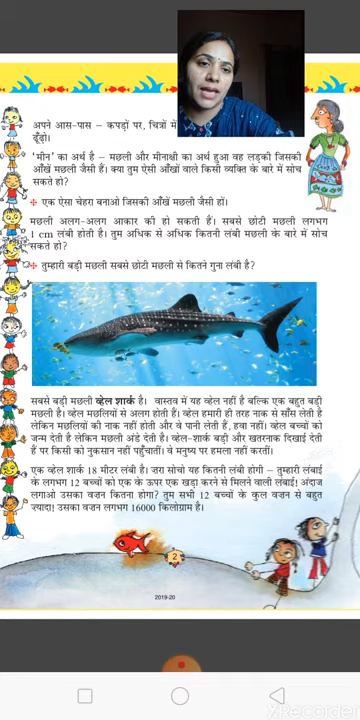 अपने आस-पास – कपड़ों पर, चित्रों में
ढूँढ़ो।
‘मीन’ का अर्थ है – मछली और मीनाक्षी का अर्थ हुआ वह लड़की जिसकी
आँखें मछली जैसी हैं। क्या तुम ऐसी आँखों वाले किसी व्यक्ति के बारे में सोच
सकते हो?
एक ऐसा चेहरा बनाओ जिसकी आँखें मछली जैसी हों।
मछली अलग-अलग आकार की हो सकती हैं। सबसे छोटी मछली लगभग
1 cm लंबी होती है। तुम अधिक से अधिक कितनी लंबी मछली के बारे में सोच
सकते हो?
तुम्हारी बड़ी मछली सबसे छोटी मछली से कितने गुना लंबी है?
सबसे बड़ी मछली व्हेल शार्क है। वास्तव में यह व्हेल नहीं है बल्कि एक बहुत बड़ी
मछली है। व्हेल मछलियों से अलग होती हैं। व्हेल हमारी ही तरह नाक से साँस लेती है
लेकिन मछलियों की नाक नहीं होती और वे पानी लेती हैं, हवा नहीं। व्हेल बच्चों को
जन्म देती है लेकिन मछली अंडे देती है। व्हेल-शार्क बड़ी और खतरनाक दिखाई देती
हैं पर किसी को नुकसान नहीं पहुँचातीं। वे मनुष्य पर हमला नहीं करतीं।
एक व्हेल शार्क 18 मीटर लंबी है। ज़रा सोचो यह कितनी लंबी होगी – तुम्हारी लंबाई
के लगभग 12 बच्चों को एक के ऊपर एक खड़ा करने से मिलने वाली लंबाई! अंदाज़
लगाओ उसका वज़न कितना होगा? तुम सभी 12 बच्चों के कुल वज़न से बहुत
ज़्यादा! उसका वज़न लगभग 16000 किलोग्राम है।
2
2019-20
XRecorder